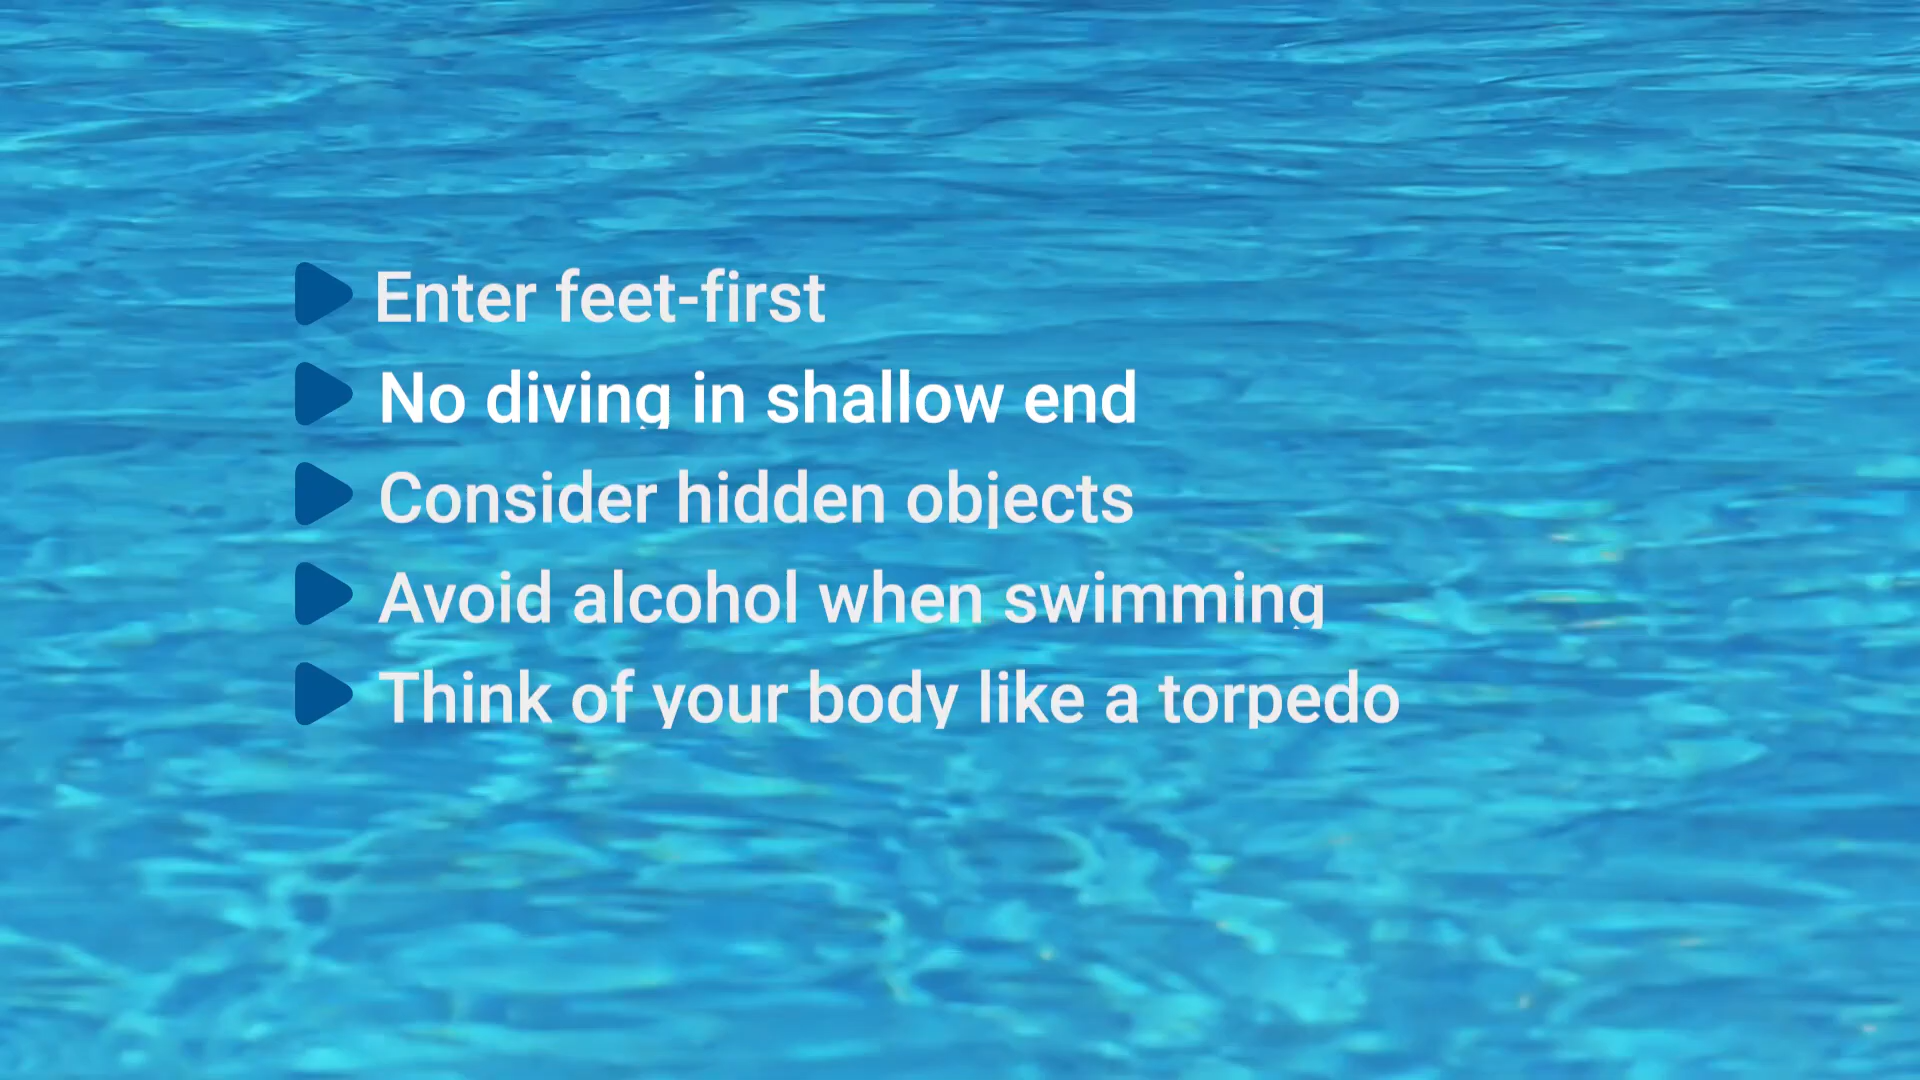 Enter feet-first
No diving in shallow end
Consider hidden objects
Avoid alcohol when swimming
Think of your body like a torpedo